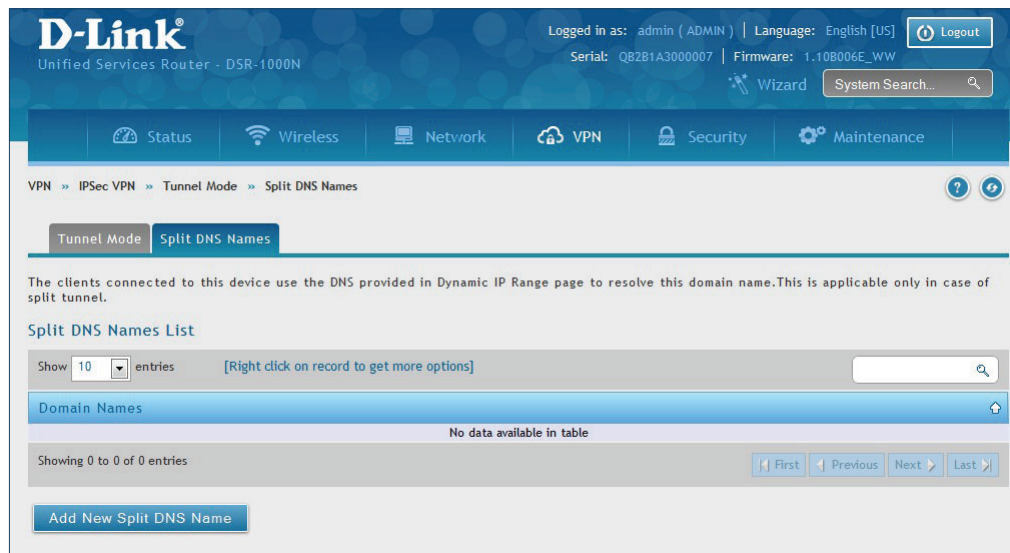 D-Link®
Unified Services Router - DSR-1000N
Logged in as: admin ( ADMIN ) | Language: English [US]
Logout
Serial: QB2B1A3000007 | Firmware: 1.10B006E_WW
Wizard
System Search...
Status
Wireless
Network
VPN
Security
Maintenance
VPN » IPSec VPN » Tunnel Mode » Split DNS Names
Tunnel Mode
Split DNS Names
The clients connected to this device use the DNS provided in Dynamic IP Range page to resolve this domain name.This is applicable only in case of
split tunnel.
Split DNS Names List
Show 10 entries
[Right click on record to get more options]
Domain Names
No data available in table
Showing 0 to 0 of 0 entries
First
Previous
Next
Last
Add New Split DNS Name